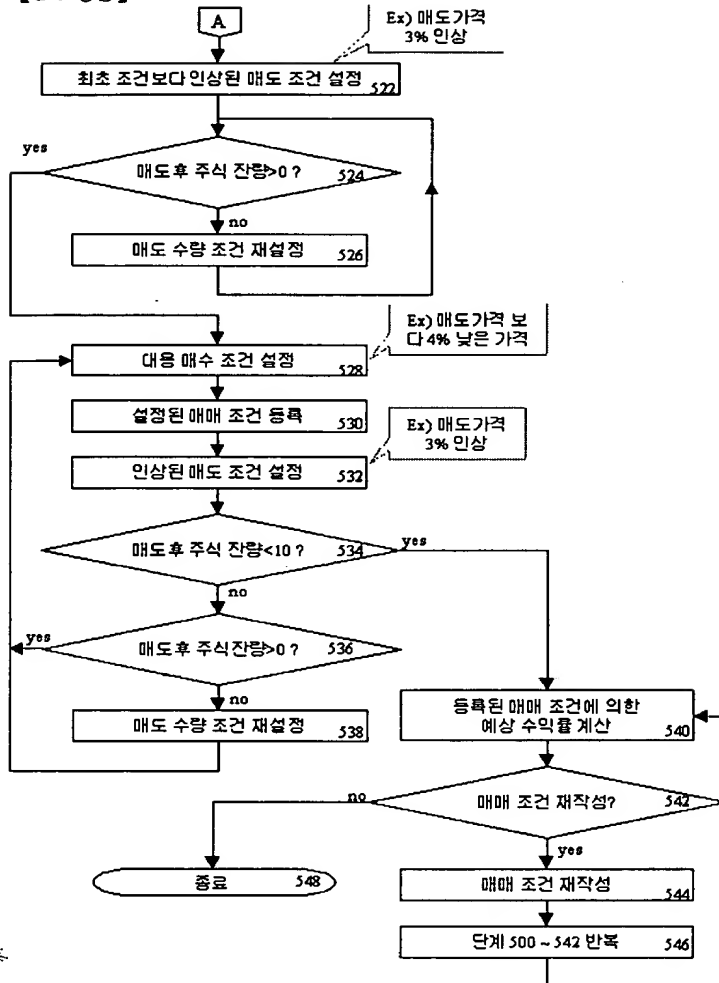 A
Ex) 매도가격
3% 인상
최초 조건보다 인상된 매도 조건 설정 522
yes
매도후 주식 잔량>0 ? 524
no
매도 수량 조건 재설정 526
Ex) 매도가격 보
다 4% 낮은 가격
대응 매수 조건 설정 528
설정된 매매 조건 등록 530
Ex) 매도가격
3% 인상
인상된 매도 조건 설정 532
매도후 주식 잔량<10 ? 534
yes
no
yes
매도후 주식 잔량>0 ? 536
no
매도 수량 조건 재설정 538
등록된 매매 조건에 의한
예상 수익률 계산 540
no
매매 조건 재작성? 542
yes
종료 548
매매 조건 재작성 544
단계 500 ~ 542 반복 546